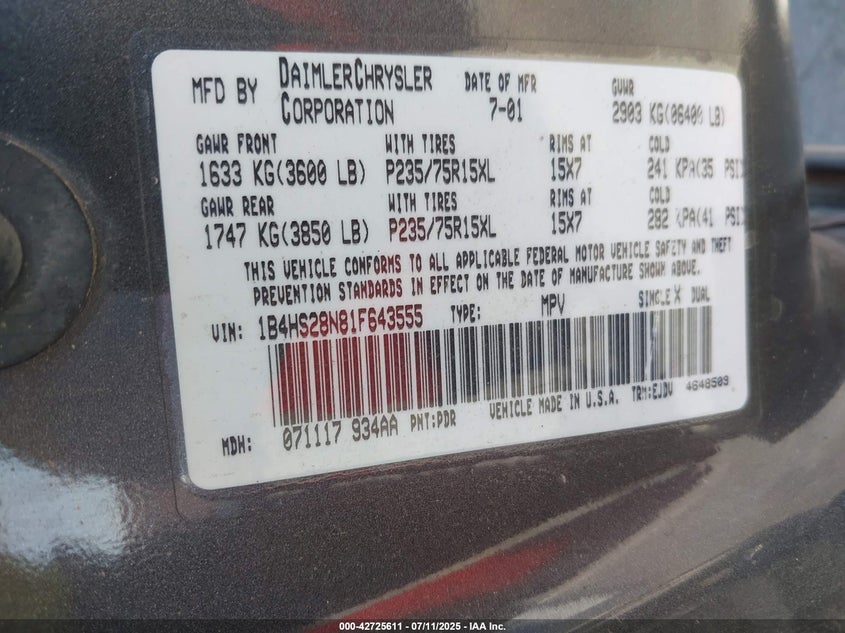 MFD BY DAIMLERCHRYSLER CORPORATION DATE OF MFR 7-01 GVWR 2903 KG(06400 LB)
GAWR FRONT WITH TIRES RIMS AT COLD
1633 KG(3600 LB) P235/75R15XL 15X7 241 KPA(35 PSI
GAWR REAR WITH TIRES RIMS AT COLD
1747 KG(3850 LB) P235/75R15XL 15X7 282 KPA(41 PSI
THIS VEHICLE CONFORMS TO ALL APPLICABLE FEDERAL MOTOR VEHICLE SAFETY AND THEFT
PREVENTION STANDARDS IN EFFECT ON THE DATE OF MANUFACTURE SHOWN ABOVE.
VIN: 1B4HS28N81F643555 TYPE: MPV SINGLE X DUAL
MDH: 071117 934AA PNT:PDR VEHICLE MADE IN U.S.A. TRM:EJDV 4648509
000-42725611 - 07/11/2025 - IAA Inc.